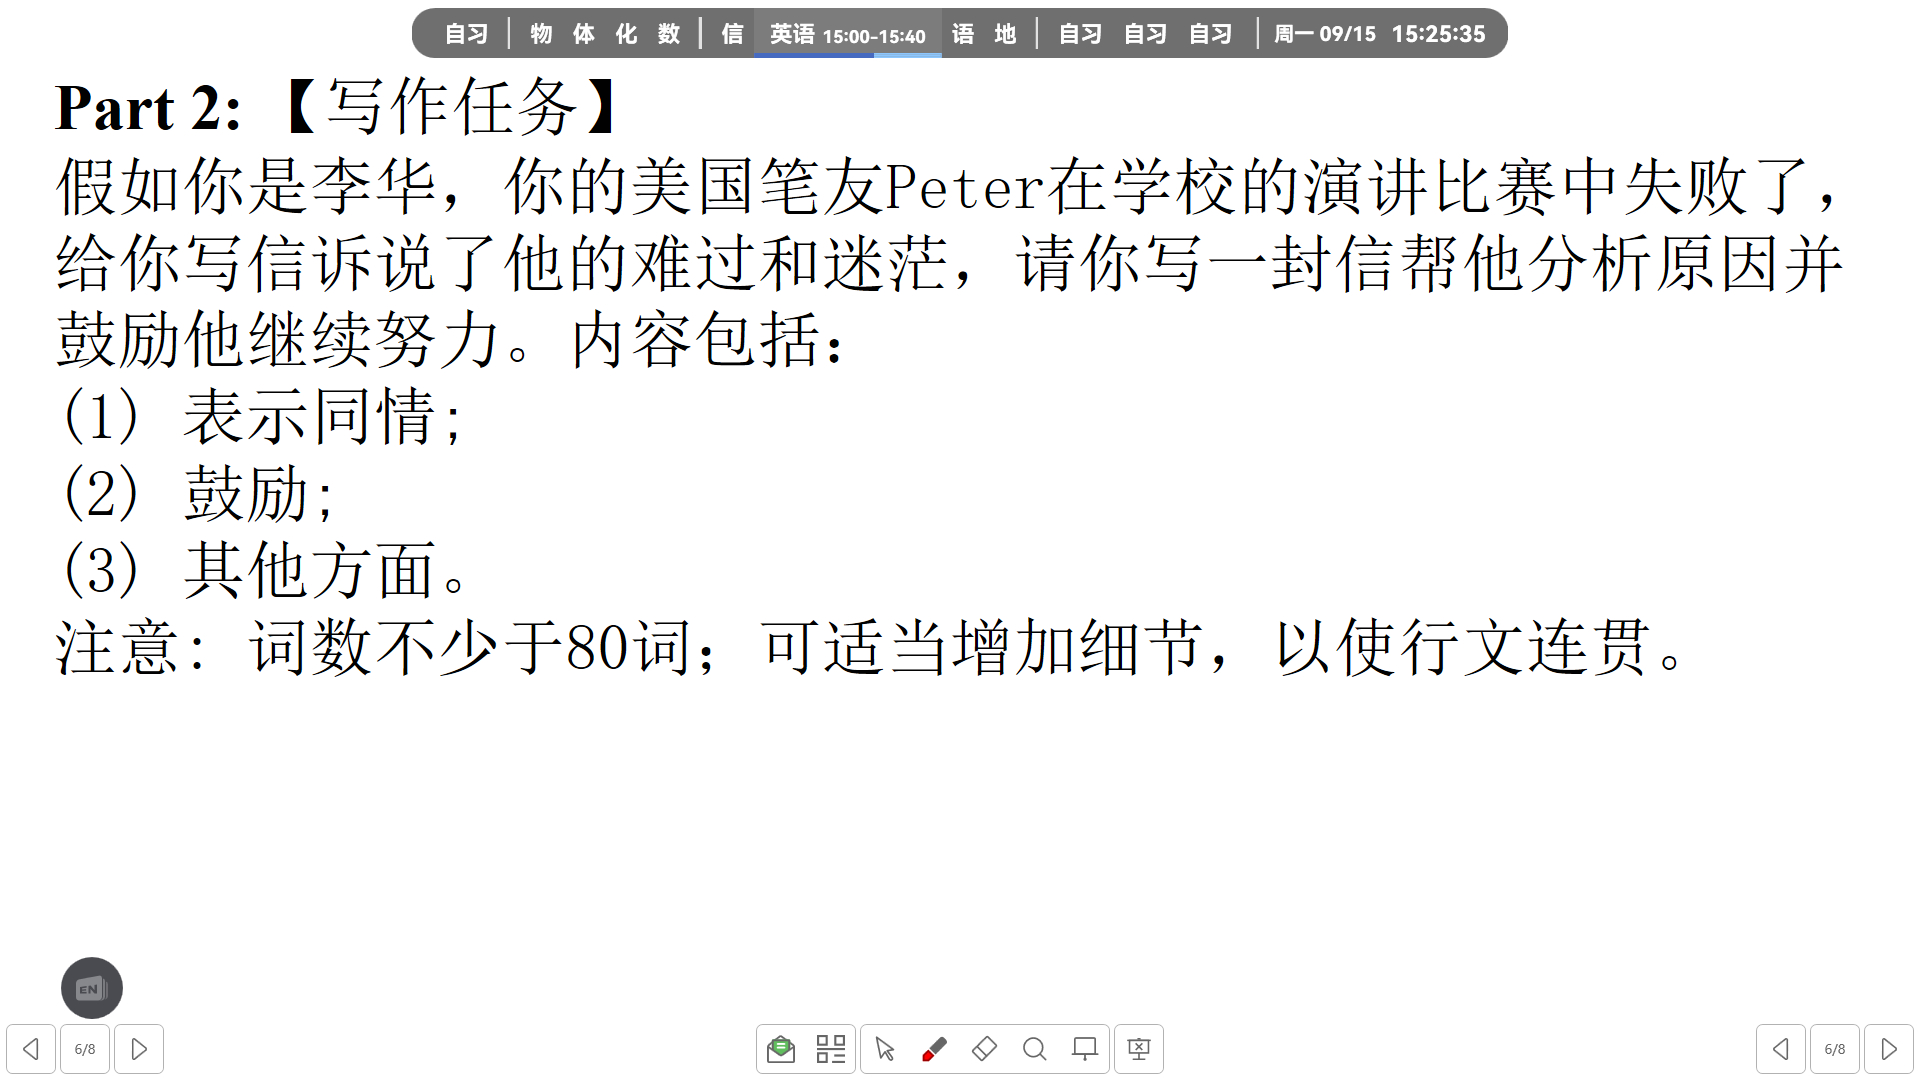 自习 | 物 体 化 数 | 信 英语 15:00-15:40 语 地 | 自习 自习 自习 | 周一 09/15 15:25:35
Part 2:【写作任务】
假如你是李华，你的美国笔友Peter在学校的演讲比赛中失败了，
给你写信诉说了他的难过和迷茫，请你写一封信帮他分析原因并
鼓励他继续努力。内容包括：
(1) 表示同情;
(2) 鼓励;
(3) 其他方面。
注意: 词数不少于80词；可适当增加细节，以使行文连贯。
EN
6/8
6/8